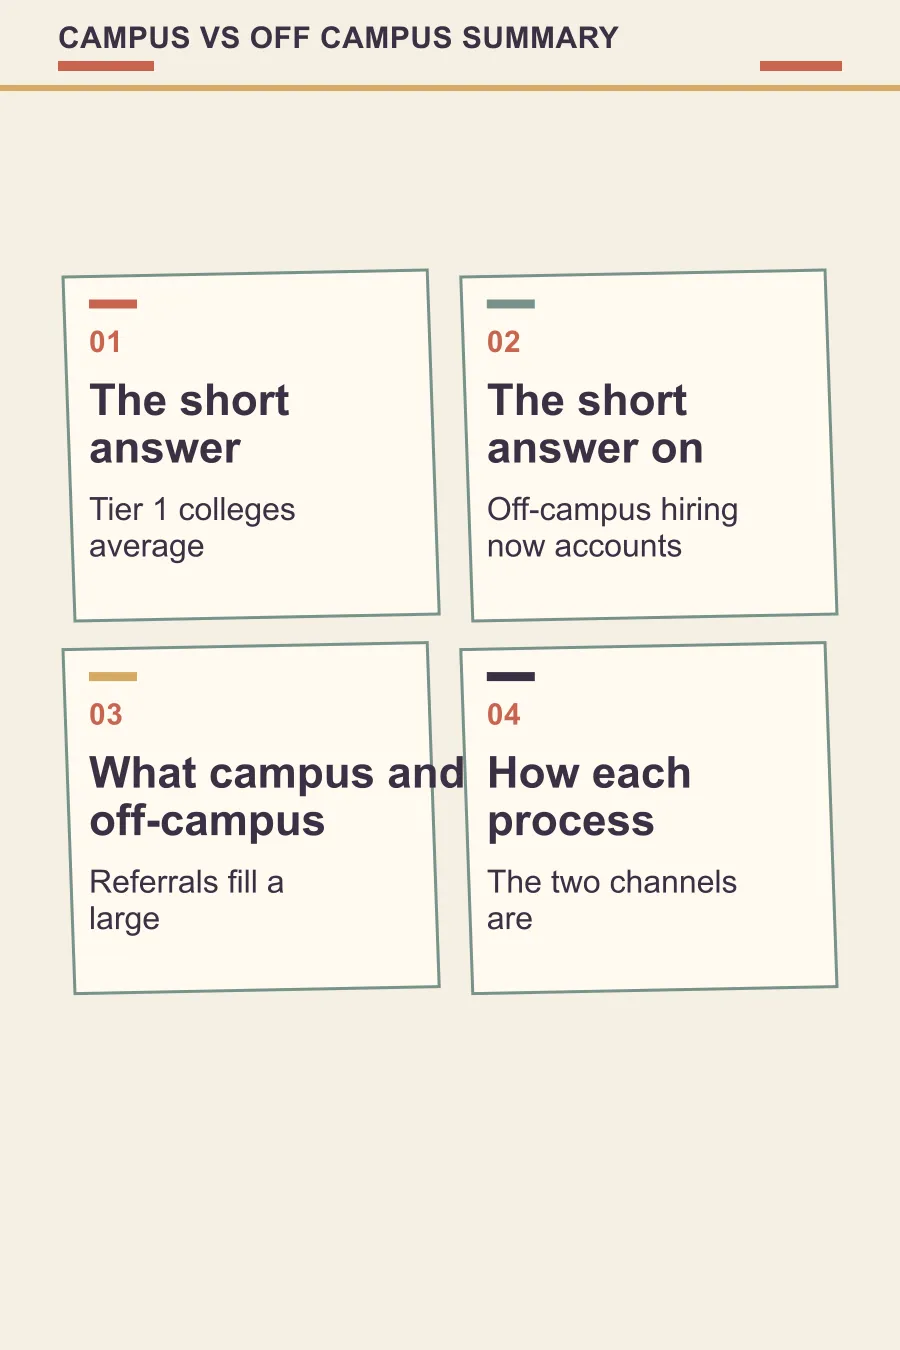 CAMPUS VS OFF CAMPUS SUMMARY
01
The short
answer
Tier 1 colleges
average
02
The short
answer on
Off-campus hiring
now accounts
03
What campus and
off-campus
Referrals fill a
large
04
How each
process
The two channels
are